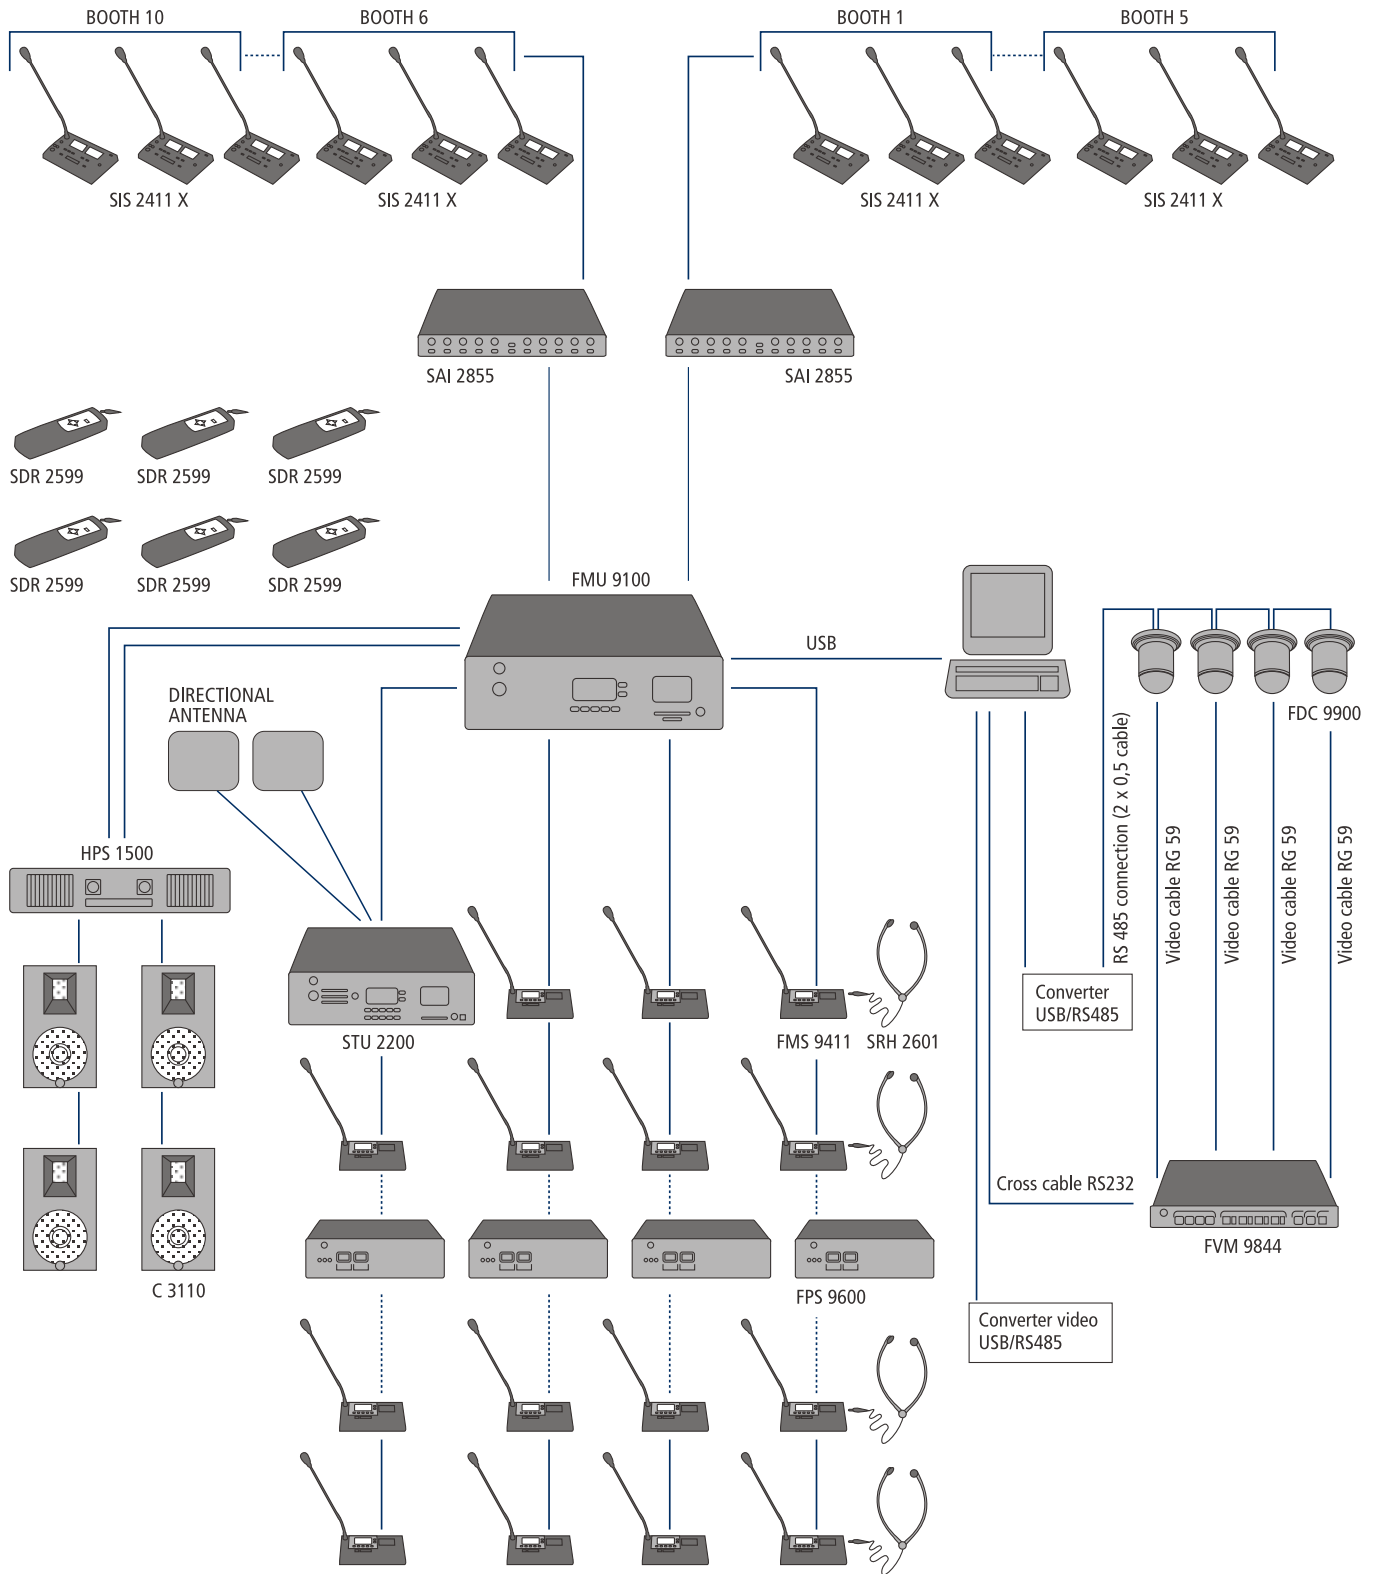 BOOTH 10
BOOTH 6
BOOTH 1
BOOTH 5
SIS 2411 X
SIS 2411 X
SIS 2411 X
SIS 2411 X
SAI 2855
SAI 2855
SDR 2599
SDR 2599
SDR 2599
SDR 2599
SDR 2599
SDR 2599
FMU 9100
USB
DIRECTIONAL
ANTENNA
FDC 9900
RS 485 connection (2 x 0,5 cable)
Video cable RG 59
Video cable RG 59
Video cable RG 59
Video cable RG 59
HPS 1500
Converter
USB/RS485
STU 2200
FMS 9411
SRH 2601
Cross cable RS232
FVM 9844
C 3110
FPS 9600
Converter video
USB/RS485